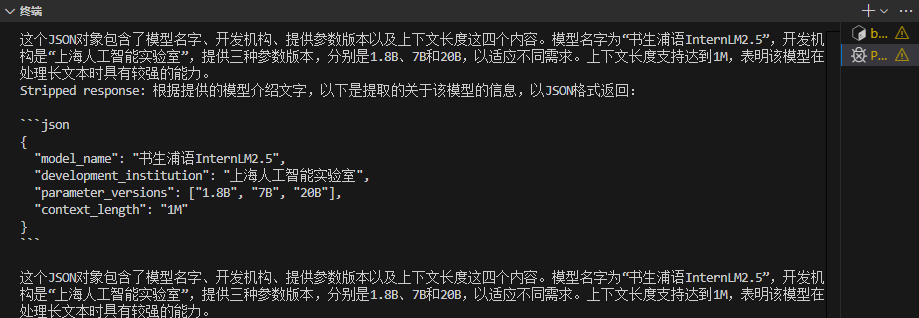 终端
这个JSON对象包含了模型名字、开发机构、提供参数版本以及上下文长度这四个内容。模型名字为“书生浦语InternLM2.5”，开发机
构是“上海人工智能实验室”，提供三种参数版本，分别是1.8B、7B和20B，以适应不同需求。上下文长度支持达到1M，表明该模型在
处理长文本时具有较强的能力。
Stripped response: 根据提供的模型介绍文字，以下是提取的关于该模型的信息，以JSON格式返回：
```json
{
  "model_name": "书生浦语InternLM2.5",
  "development_institution": "上海人工智能实验室",
  "parameter_versions": ["1.8B", "7B", "20B"],
  "context_length": "1M"
}
```
这个JSON对象包含了模型名字、开发机构、提供参数版本以及上下文长度这四个内容。模型名字为“书生浦语InternLM2.5”，开发机
构是“上海人工智能实验室”，提供三种参数版本，分别是1.8B、7B和20B，以适应不同需求。上下文长度支持达到1M，表明该模型在
处理长文本时具有较强的能力。
b...
P...